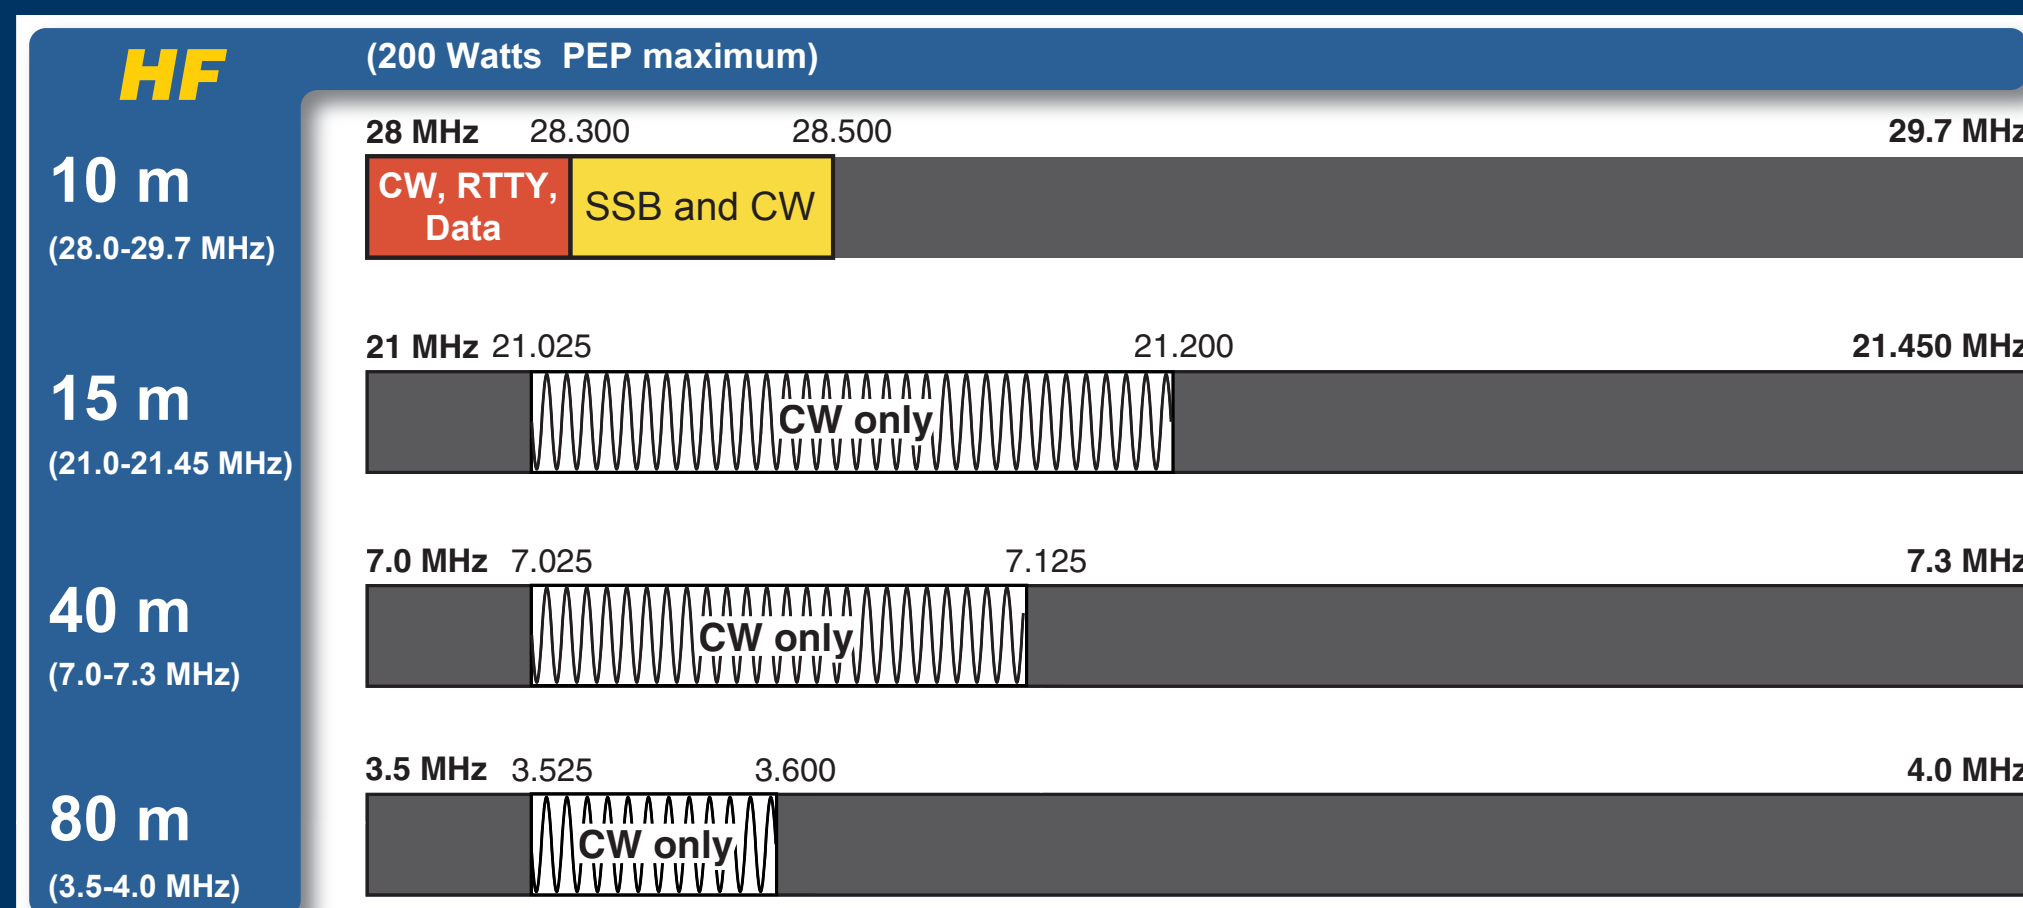 HF
(200 Watts  PEP maximum)
10 m
(28.0-29.7 MHz)
28 MHz 28.300 28.500 29.7 MHz
CW, RTTY,
Data
SSB and CW
15 m
(21.0-21.45 MHz)
21 MHz 21.025 21.200 21.450 MHz
CW only
40 m
(7.0-7.3 MHz)
7.0 MHz 7.025 7.125 7.3 MHz
CW only
80 m
(3.5-4.0 MHz)
3.5 MHz 3.525 3.600 4.0 MHz
CW only